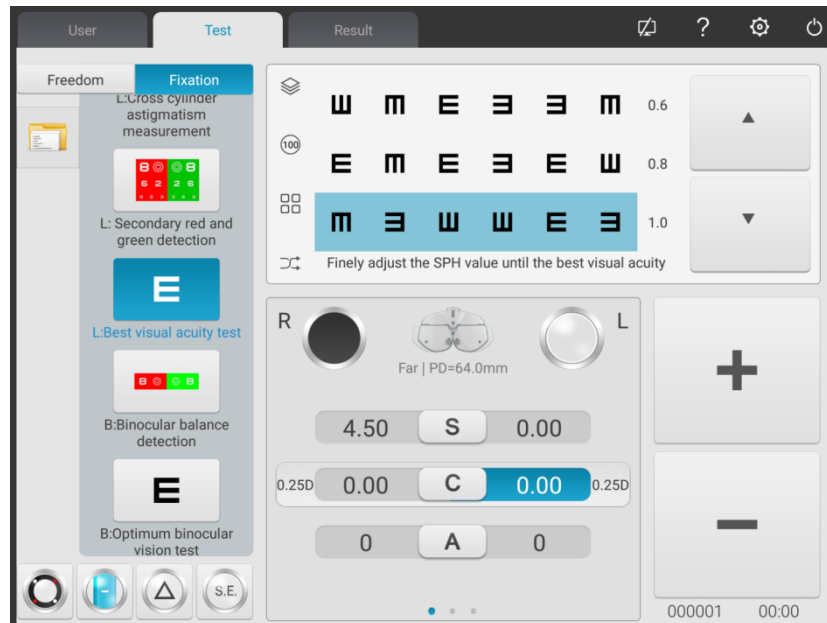 User Test Result ?
Freedom Fixation
L:Cross cylinder
astigmatism
measurement
8 8
6 2 2 6
L: Secondary red and
green detection
E
L:Best visual acuity test
8 8
B:Binocular balance
detection
E
B:Optimum binocular
vision test
S.E.
100
E E E E E E 0.6
E E E E E E 0.8
E E E E E E 1.0
Finely adjust the SPH value until the best visual acuity
R L
Far | PD=64.0mm
4.50 S 0.00
0.25D 0.00 C 0.00 0.25D
0 A 0
+
−
000001 00:00